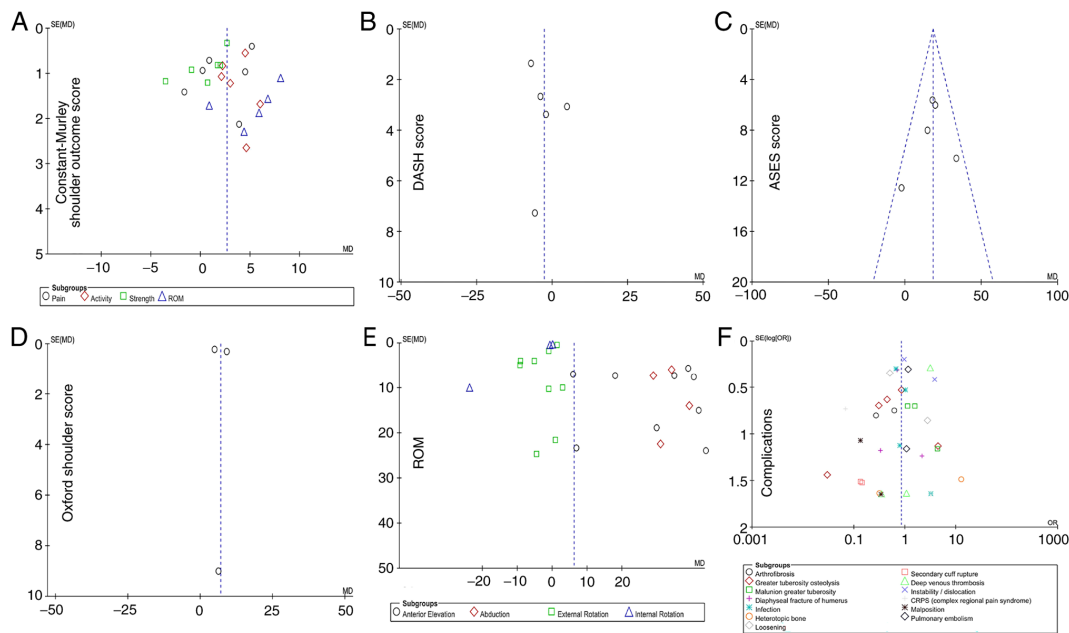 A
SE(MD)
0
1
2
3
4
5
−10
−5
0
5
10
MD
Constant-Murley
shoulder outcome score
Subgroups
Pain
Activity
Strength
ROM
B
SE(MD)
0
2
4
6
8
10
−50
−25
0
25
50
MD
DASH score
C
SE(MD)
0
4
8
12
16
20
−100
−50
0
50
100
MD
ASES score
D
SE(MD)
0
2
4
6
8
10
−50
−25
0
25
50
MD
Oxford shoulder score
E
SE(MD)
0
10
20
30
40
50
−20
−10
0
10
20
MD
ROM
Subgroups
Anterior Elevation
Abduction
External Rotation
Internal Rotation
F
SE(log[OR])
0
0.5
1
1.5
2
0.001
0.1
1
10
1000
OR
Complications
Subgroups
Arthrofibrosis
Greater tuberosity osteolysis
Malunion greater tuberosity
Diaphyseal fracture of humerus
Infection
Heterotopic bone
Loosening
Secondary cuff rupture
Deep venous thrombosis
Instability / dislocation
CRPS (complex regional pain syndrome)
Malposition
Pulmonary embolism